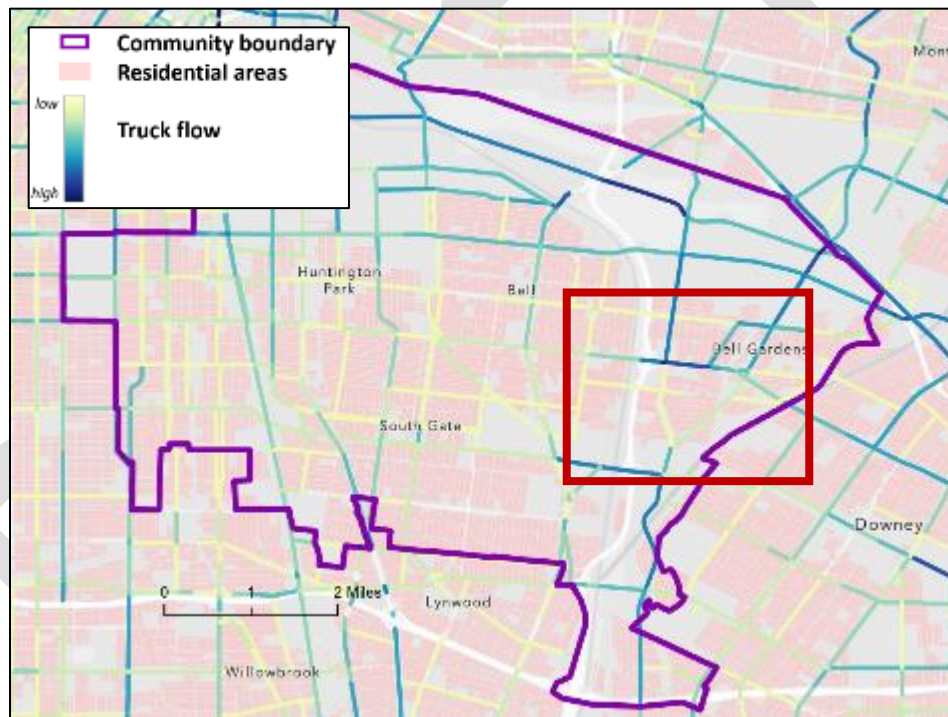 Community boundary
Residential areas
low
Truck flow
high
Huntington
Park
Bell
Bell Gardens
South Gate
Downey
0 1 2 Miles
Lynwood
Willowbrook